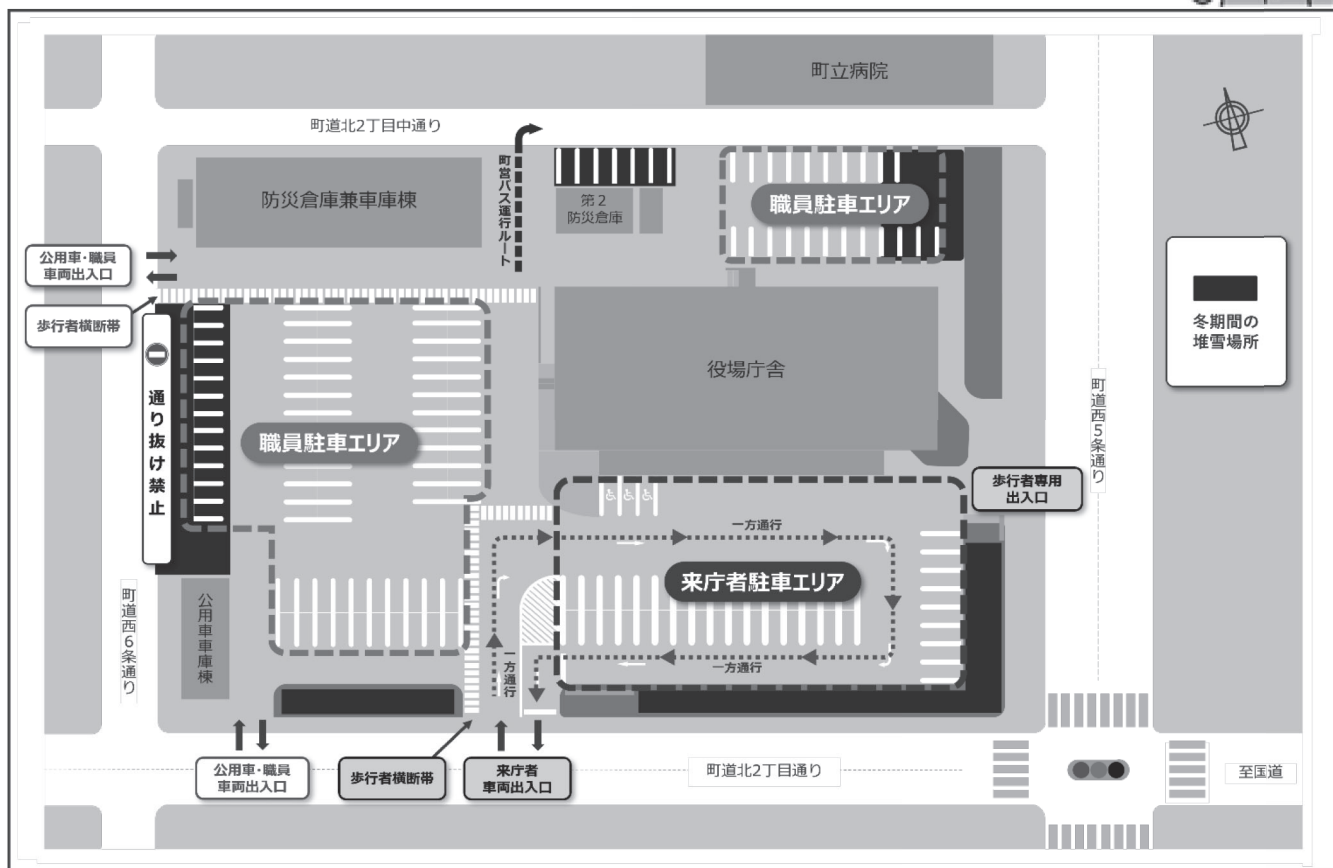 町立病院
町道北2丁目中通り
町営バス運行ルート
防災倉庫兼車庫棟
第2
防災倉庫
職員駐車エリア
公用車・職員
車両出入口
歩行者横断帯
冬期間の
堆雪場所
役場庁舎
通り抜け禁止
職員駐車エリア
町道西5条通り
歩行者専用
出入口
一方通行
来庁者駐車エリア
公用車車庫棟
町道西6条通り
一方通行
一方通行
公用車・職員
車両出入口
歩行者横断帯
来庁者
車両出入口
町道北2丁目通り
至国道